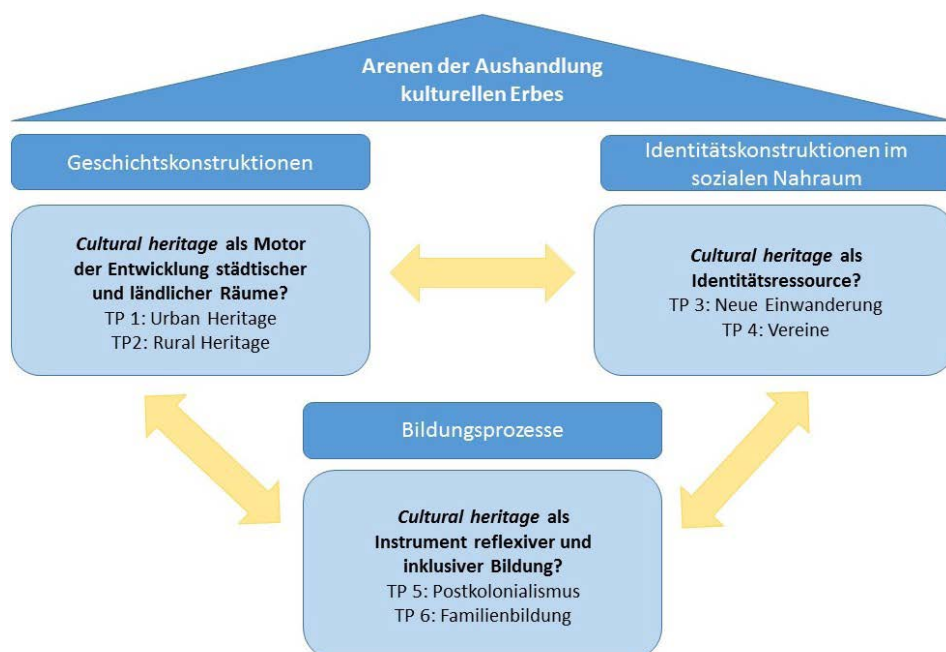 Arenen der Aushandlung
kulturellen Erbes
Geschichtskonstruktionen
Cultural heritage als Motor
der Entwicklung städtischer
und ländlicher Räume?
TP 1: Urban Heritage
TP2: Rural Heritage
Identitätskonstruktionen im
sozialen Nahraum
Cultural heritage als
Identitätsressource?
TP 3: Neue Einwanderung
TP 4: Vereine
Bildungsprozesse
Cultural heritage als
Instrument reflexiver und
inklusiver Bildung?
TP 5: Postkolonialismus
TP 6: Familienbildung